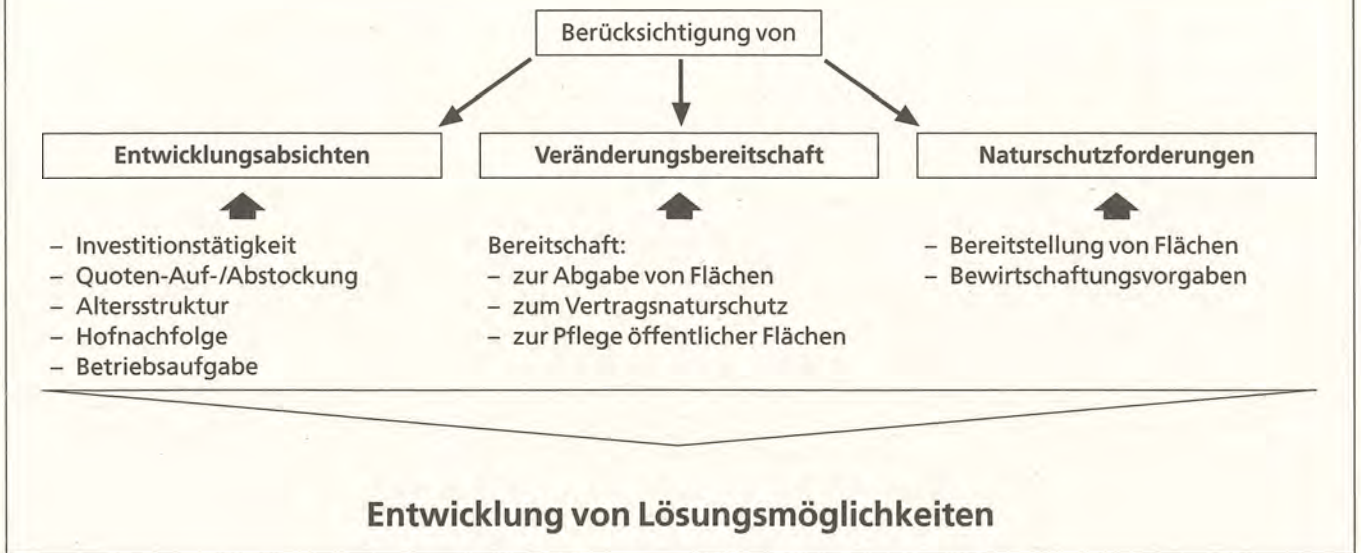 Berücksichtigung von
Entwicklungsabsichten
– Investitionstätigkeit
– Quoten-Auf-/Abstockung
– Altersstruktur
– Hofnachfolge
– Betriebsaufgabe
Veränderungsbereitschaft
Bereitschaft:
– zur Abgabe von Flächen
– zum Vertragsnaturschutz
– zur Pflege öffentlicher Flächen
Naturschutzforderungen
– Bereitstellung von Flächen
– Bewirtschaftungsvorgaben
Entwicklung von Lösungsmöglichkeiten